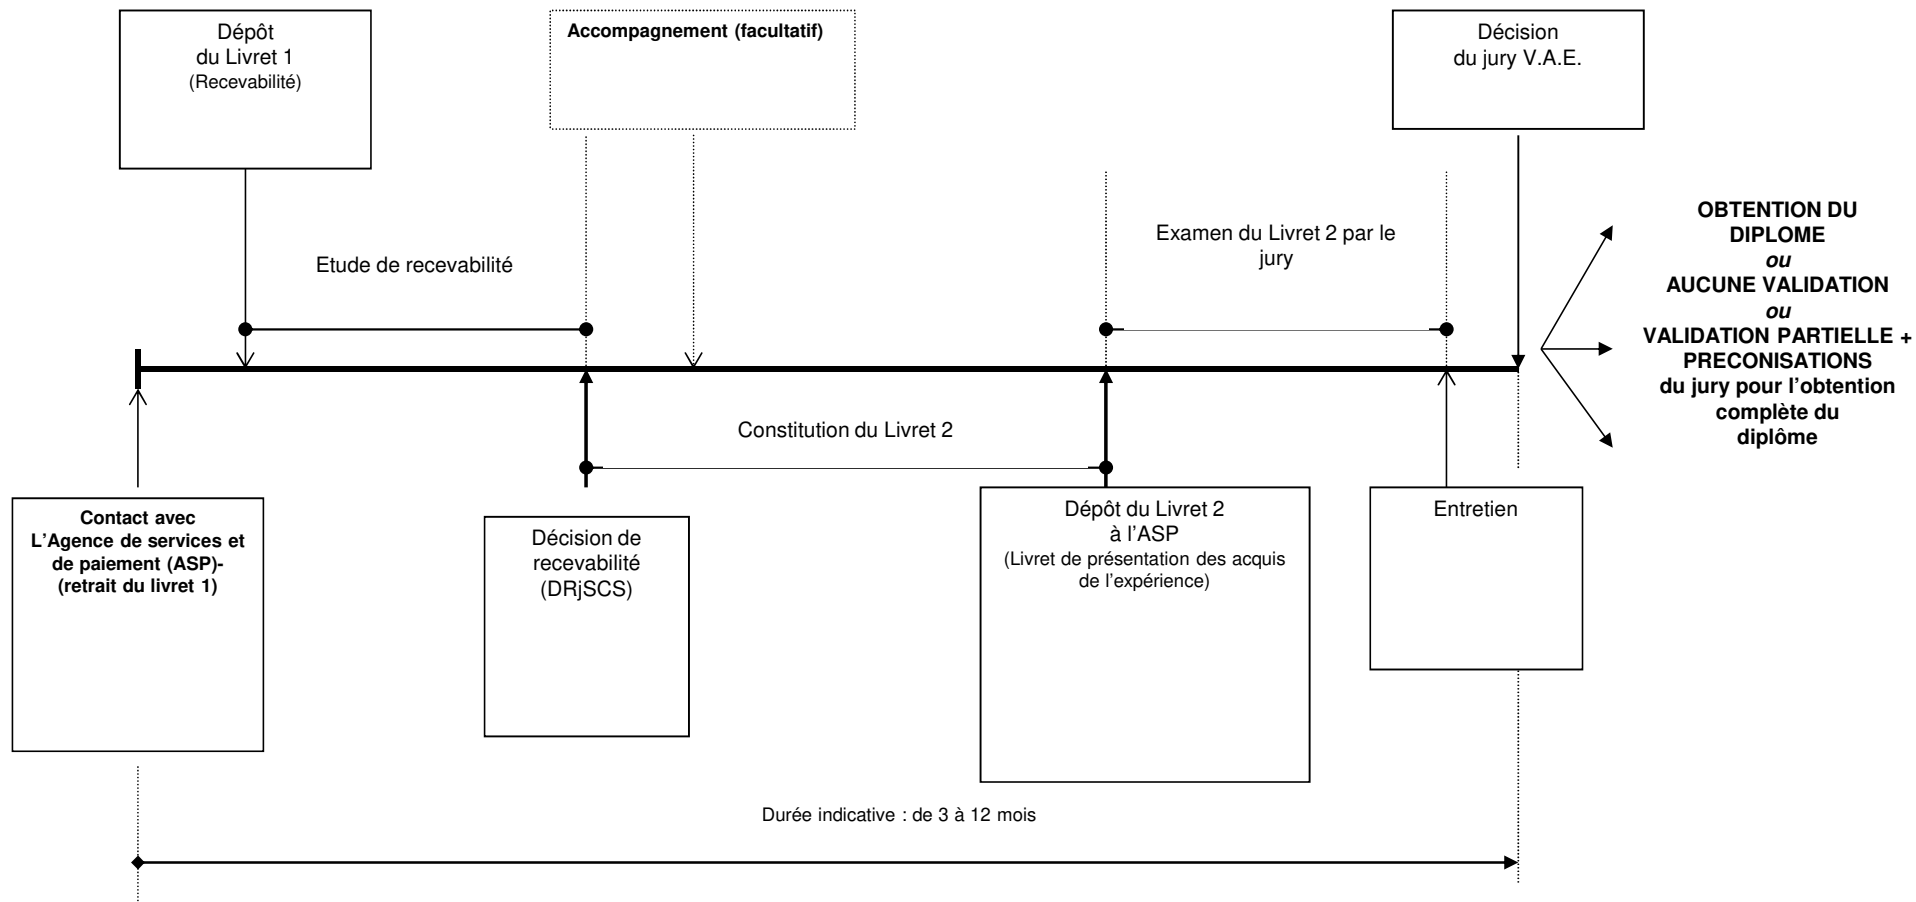 Dépôt
du Livret 1
(Recevabilité)
Accompagnement (facultatif)
Décision
du jury V.A.E.
Etude de recevabilité
Examen du Livret 2 par le
jury
OBTENTION DU
DIPLOME
ou
AUCUNE VALIDATION
ou
VALIDATION PARTIELLE +
PRECONISATIONS
du jury pour l’obtention
complète du
diplôme
Constitution du Livret 2
Contact avec
L’Agence de services et
de paiement (ASP)-
(retrait du livret 1)
Décision de
recevabilité
(DRjSCS)
Dépôt du Livret 2
à l’ASP
(Livret de présentation des acquis
de l’expérience)
Entretien
Durée indicative : de 3 à 12 mois